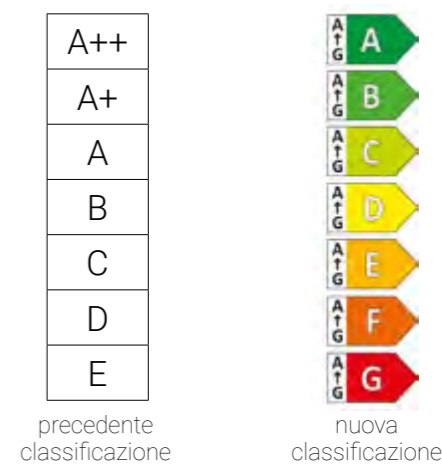 A++
A+
A
B
C
D
E
precedente
classificazione
A↑G A
A↑G B
A↑G C
A↑G D
A↑G E
A↑G F
A↑G G
nuova
classificazione